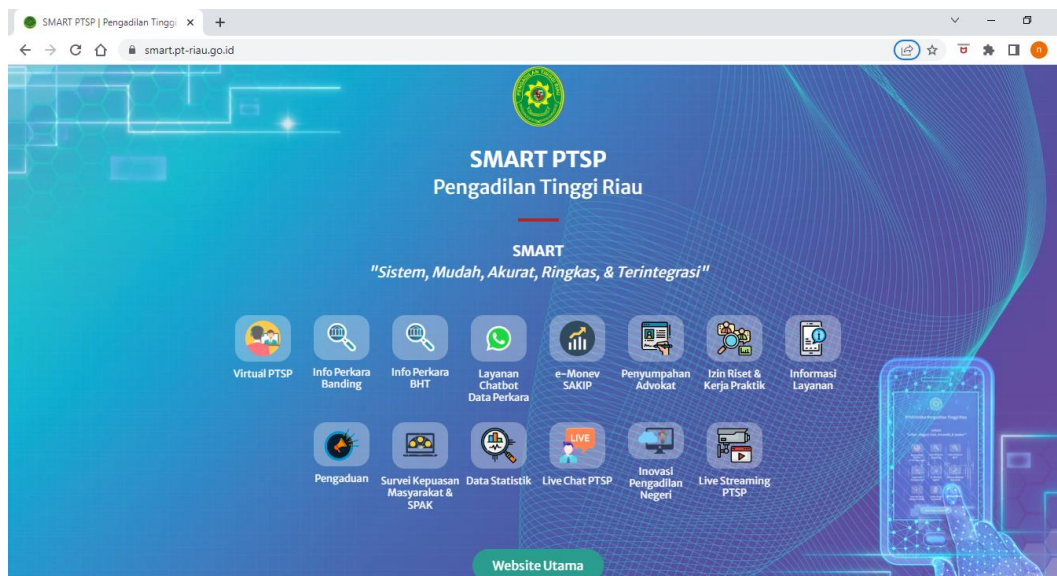 SMART PTSP | Pengadilan Tinggi
smart.pt-riau.go.id
n
SMART PTSP
Pengadilan Tinggi Riau
SMART
"Sistem, Mudah, Akurat, Ringkas, & Terintegrasi"
Virtual PTSP
Info Perkara
Banding
Info Perkara
BHT
Layanan
Chatbot
Data Perkara
e-Monev
SAKIP
Penyumpahan
Advokat
Izin Riset &
Kerja Praktik
Informasi
Layanan
Pengaduan
Survei Kepuasan
Masyarakat &
SPAK
Data Statistik
LIVE
Live Chat PTSP
Inovasi
Pengadilan
Negeri
Live Streaming
PTSP
Website Utama